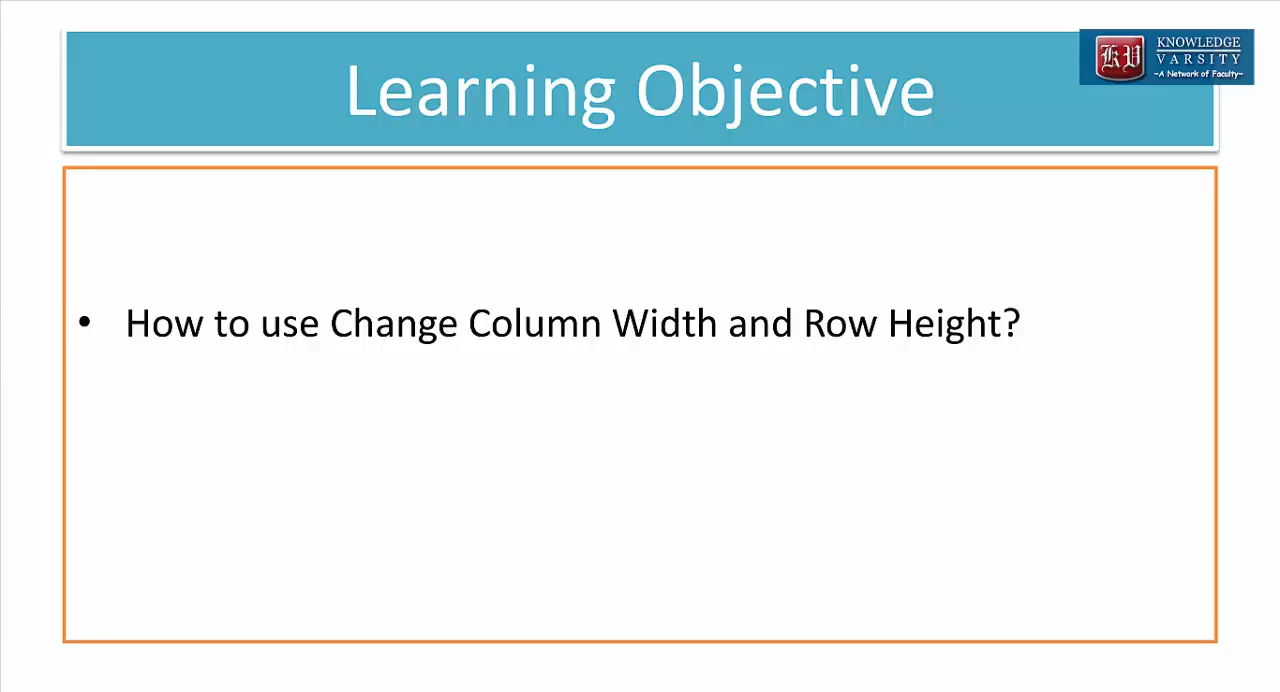 Learning Objective
KV
KNOWLEDGE
VARSITY
~A Network of Faculty~
• How to use Change Column Width and Row Height?